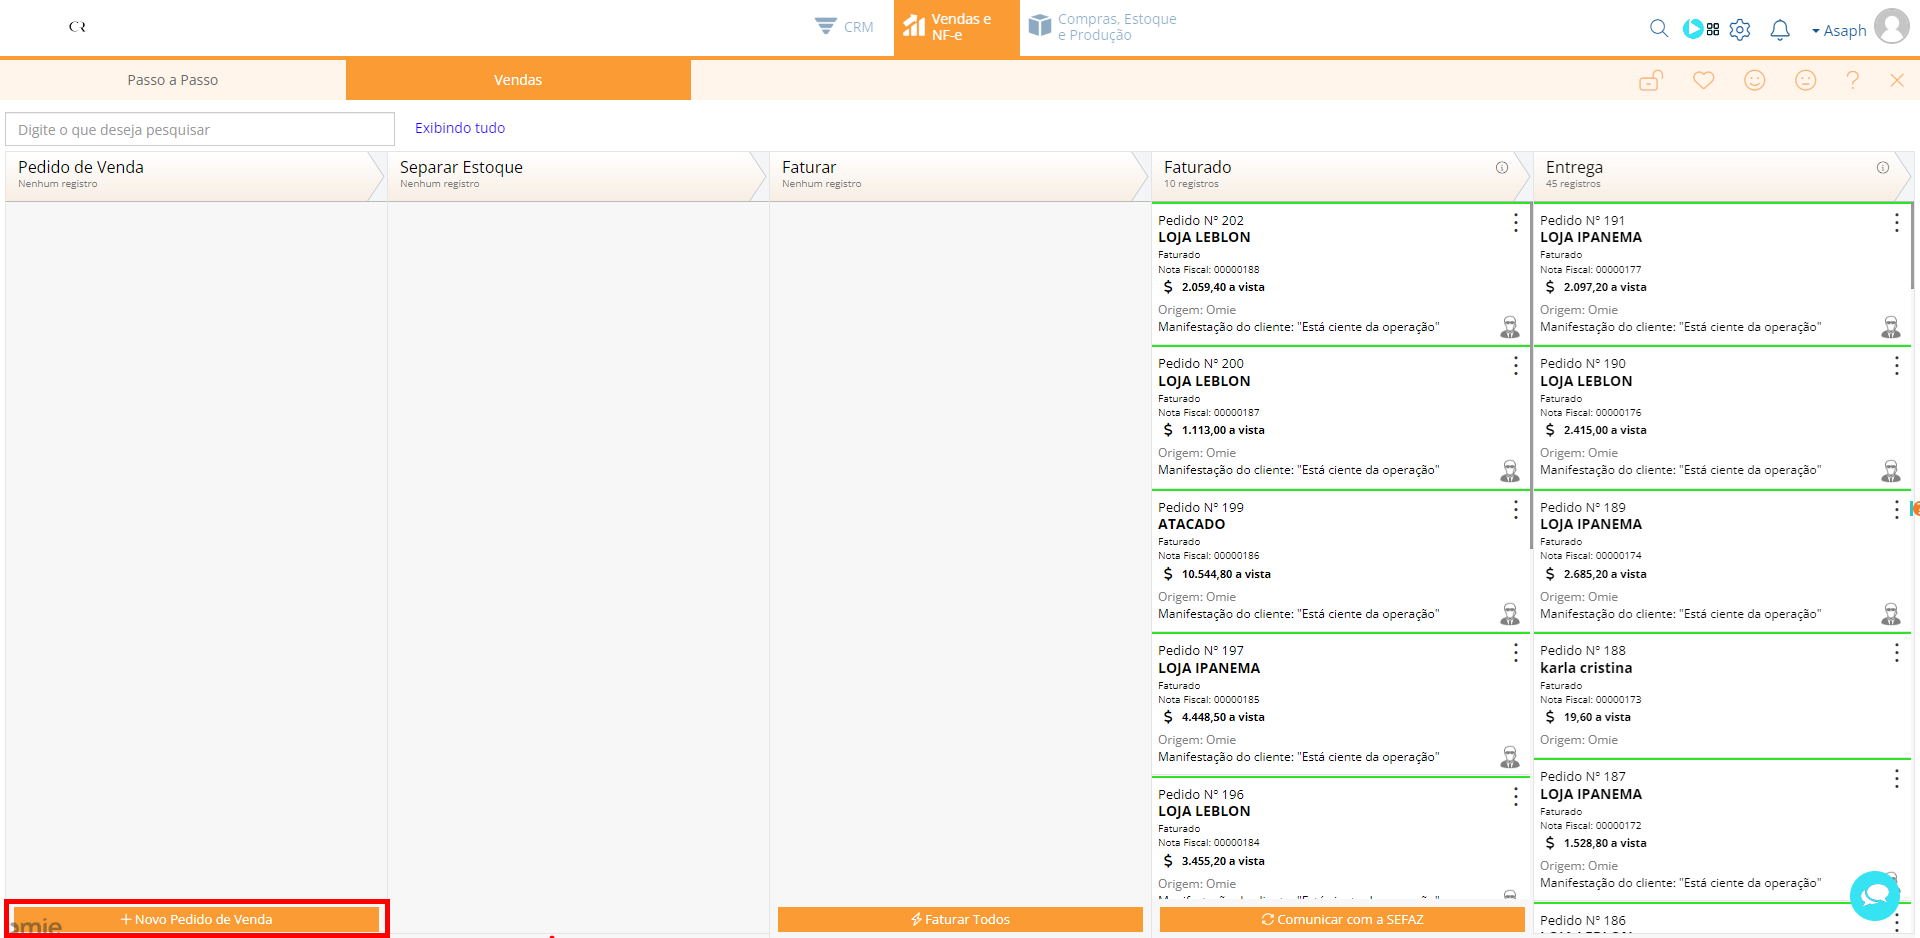 CR
CRM
Vendas e
NF-e
Compras, Estoque
e Produção
Asaph
Passo a Passo
Vendas
?
Digite o que deseja pesquisar
Exibindo tudo
Pedido de Venda
Nenhum registro
Separar Estoque
Nenhum registro
Faturar
Nenhum registro
Faturado
10 registros
Entrega
45 registros
Pedido Nº 202
LOJA LEBLON
Faturado
Nota Fiscal: 00000188
$ 2.059,40 a vista
Origem: Omie
Manifestação do cliente: "Está ciente da operação"
Pedido Nº 200
LOJA LEBLON
Faturado
Nota Fiscal: 00000187
$ 1.113,00 a vista
Origem: Omie
Manifestação do cliente: "Está ciente da operação"
Pedido Nº 199
ATACADO
Faturado
Nota Fiscal: 00000186
$ 10.544,80 a vista
Origem: Omie
Manifestação do cliente: "Está ciente da operação"
Pedido Nº 197
LOJA IPANEMA
Faturado
Nota Fiscal: 00000185
$ 4.448,50 a vista
Origem: Omie
Manifestação do cliente: "Está ciente da operação"
Pedido Nº 196
LOJA LEBLON
Faturado
Nota Fiscal: 00000184
$ 3.455,20 a vista
Origem: Omie
Pedido Nº 191
LOJA IPANEMA
Faturado
Nota Fiscal: 00000177
$ 2.097,20 a vista
Origem: Omie
Manifestação do cliente: "Está ciente da operação"
Pedido Nº 190
LOJA LEBLON
Faturado
Nota Fiscal: 00000176
$ 2.415,00 a vista
Origem: Omie
Manifestação do cliente: "Está ciente da operação"
Pedido Nº 189
LOJA IPANEMA
Faturado
Nota Fiscal: 00000174
$ 2.685,20 a vista
Origem: Omie
Manifestação do cliente: "Está ciente da operação"
Pedido Nº 188
karla cristina
Faturado
Nota Fiscal: 00000173
$ 19,60 a vista
Origem: Omie
Pedido Nº 187
LOJA IPANEMA
Faturado
Nota Fiscal: 00000172
$ 1.528,80 a vista
Origem: Omie
Manifestação do cliente: "Está ciente da operação"
Pedido Nº 186
omie
+ Novo Pedido de Venda
Faturar Todos
Comunicar com a SEFAZ